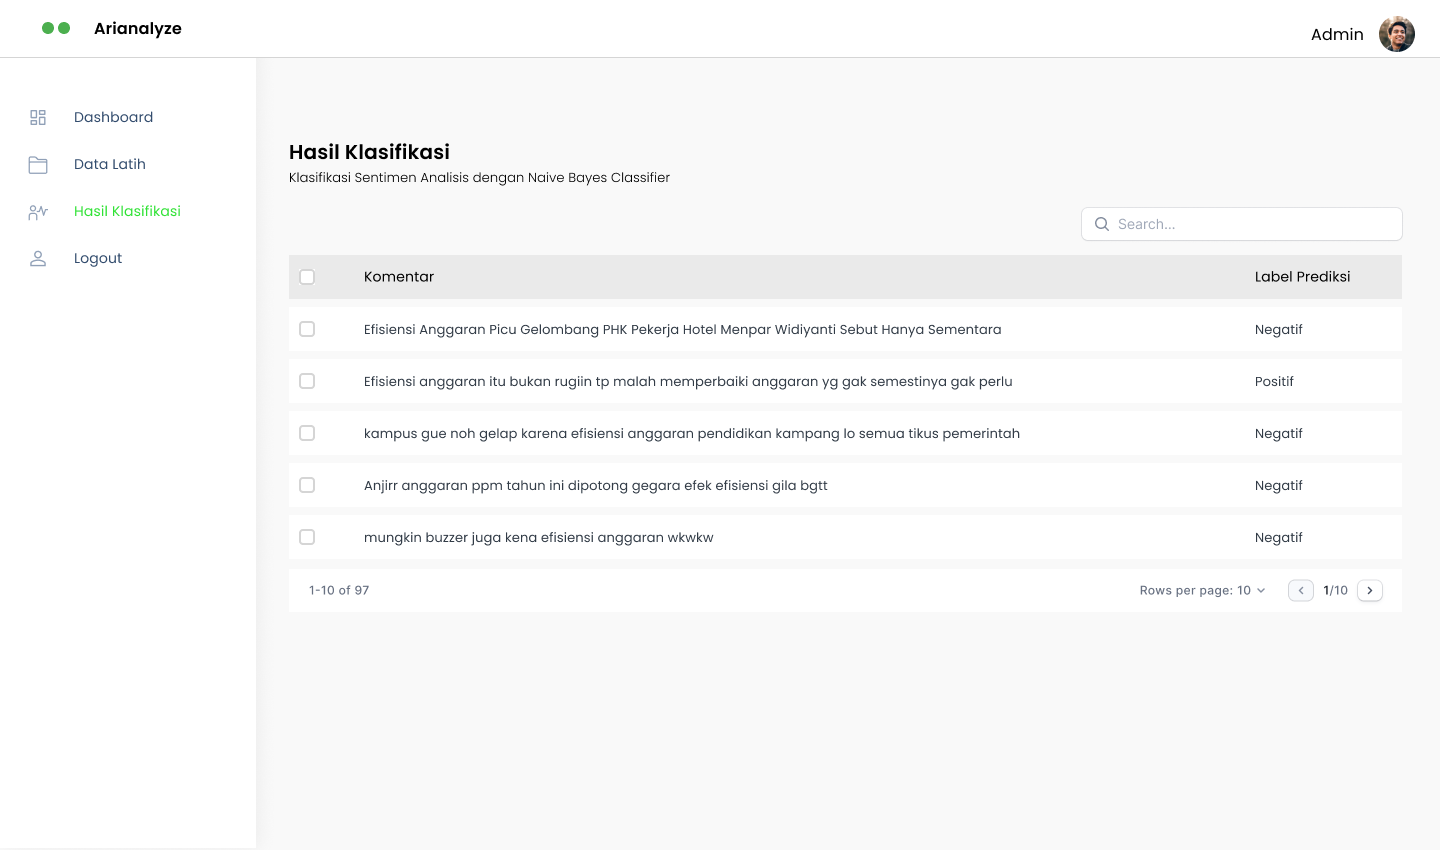 Arianalyze
Admin
Dashboard
Data Latih
Hasil Klasifikasi
Logout
Hasil Klasifikasi
Klasifikasi Sentimen Analisis dengan Naive Bayes Classifier
Search...
Komentar Label Prediksi
Efisiensi Anggaran Picu Gelombang PHK Pekerja Hotel Menpar Widiyanti Sebut Hanya Sementara Negatif
Efisiensi anggaran itu bukan rugiin tp malah memperbaiki anggaran yg gak semestinya gak perlu Positif
kampus gue noh gelap karena efisiensi anggaran pendidikan kampang lo semua tikus pemerintah Negatif
Anjirr anggaran ppm tahun ini dipotong gegara efek efisiensi gila bgtt Negatif
mungkin buzzer juga kena efisiensi anggaran wkwkw Negatif
1-10 of 97 Rows per page: 10 1/10